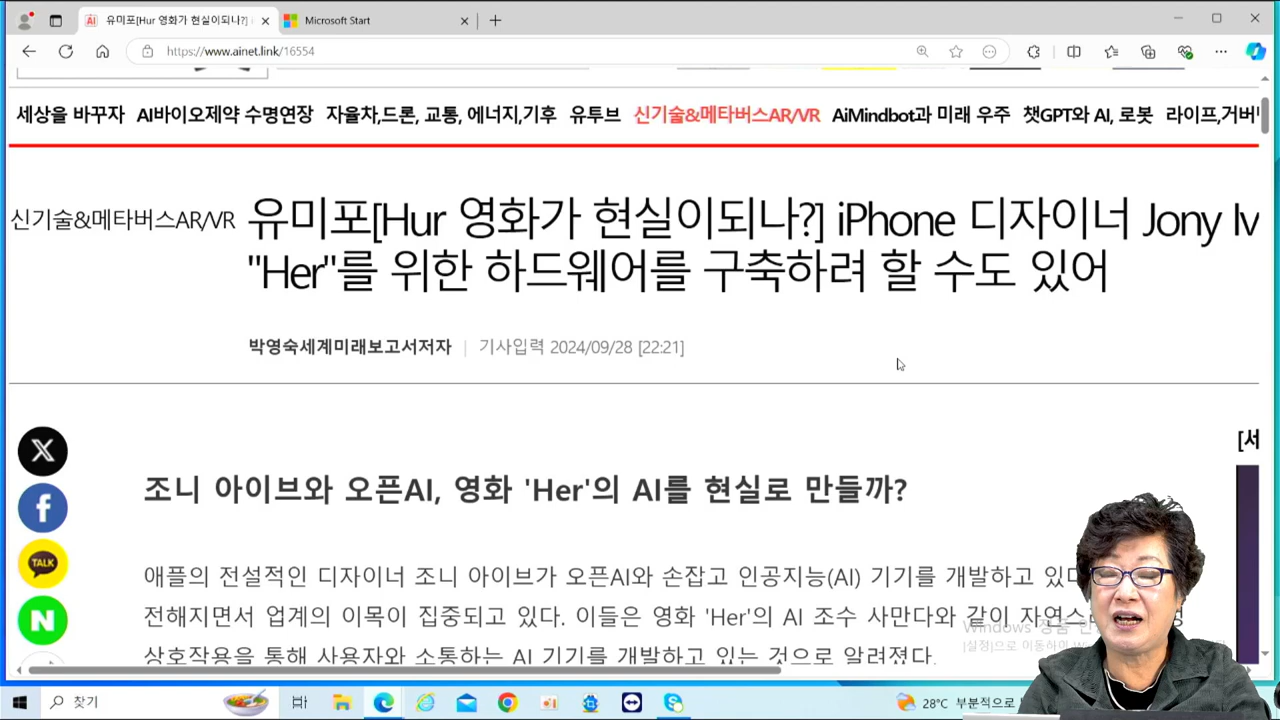 유미포[Hur 영화가 현실이되나?] i
Microsoft Start
https://www.ainet.link/16554
세상을 바꾸자 AI바이오제약 수명연장 자율차,드론, 교통, 에너지,기후 유투브 신기술&메타버스AR/VR AiMindbot과 미래 우주 챗GPT와 AI, 로봇 라이프,거버
신기술&메타버스AR/VR
유미포[Hur 영화가 현실이되나?] iPhone 디자이너 Jony Iv
"Her"를 위한 하드웨어를 구축하려 할 수도 있어
박영숙세계미래보고서저자 | 기사입력 2024/09/28 [22:21]
[세
조니 아이브와 오픈AI, 영화 'Her'의 AI를 현실로 만들까?
애플의 전설적인 디자이너 조니 아이브가 오픈AI와 손잡고 인공지능(AI) 기기를 개발하고 있다
전해지면서 업계의 이목이 집중되고 있다. 이들은 영화 'Her'의 AI 조수 사만다와 같이
상호작용을 통해 사용자와 소통하는 AI 기기를 개발하고 있는 것으로 알려졌다.
TALK
N
Windows 정품
[설정]으로 이동하여
찾기
28°C 부분적으로